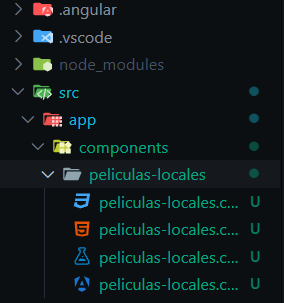 .angular
.vscode
node_modules
src
app
components
peliculas-locales
peliculas-locales.c... U
peliculas-locales.c... U
peliculas-locales.c... U
peliculas-locales.c... U